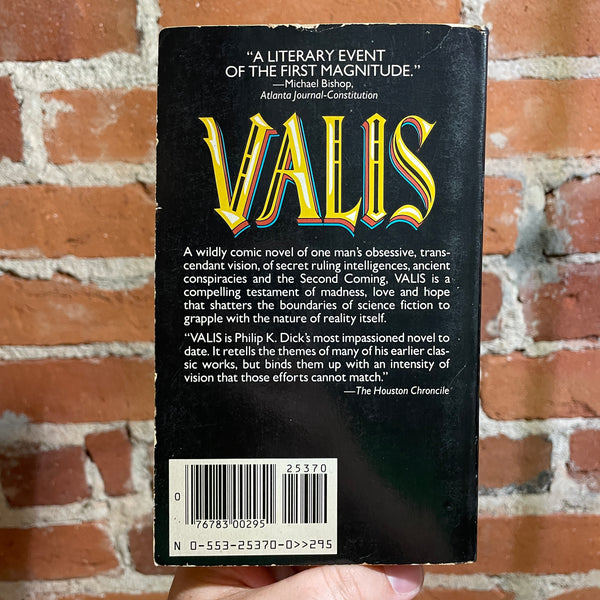 “A LITERARY EVENT
OF THE FIRST MAGNITUDE.”
—Michael Bishop,
Atlanta Journal-Constitution
VALIS
A wildly comic novel of one man’s obsessive, trans-
cendant vision, of secret ruling intelligences, ancient
conspiracies and the Second Coming, VALIS is a
compelling testament of madness, love and hope
that shatters the boundaries of science fiction to
grapple with the nature of reality itself.
“VALIS is Philip K. Dick’s most impassioned novel to
date. It retells the themes of many of his earlier clas-
sic works, but binds them up with an intensity of
vision that those efforts cannot match.”
—The Houston Chroncile
25370
0
76783 00295
N 0-553-25370-0>>295